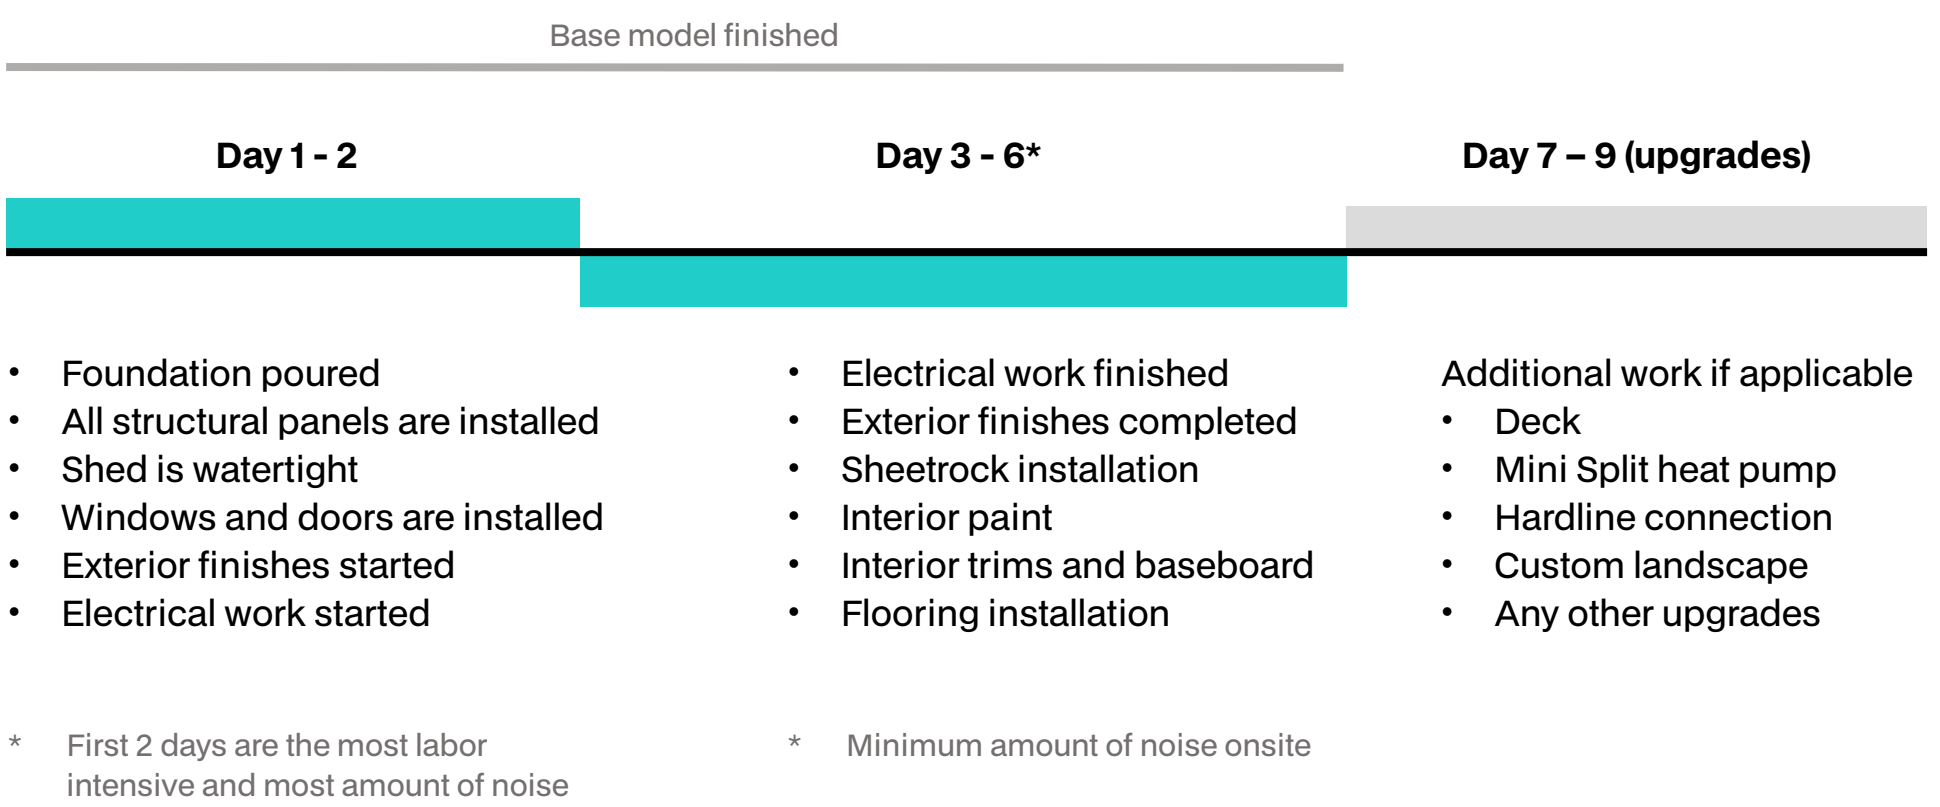 Base model finished
Day 1 - 2
Day 3 - 6*
Day 7 – 9 (upgrades)
• Foundation poured
• All structural panels are installed
• Shed is watertight
• Windows and doors are installed
• Exterior finishes started
• Electrical work started
* First 2 days are the most labor
intensive and most amount of noise
• Electrical work finished
• Exterior finishes completed
• Sheetrock installation
• Interior paint
• Interior trims and baseboard
• Flooring installation
* Minimum amount of noise onsite
Additional work if applicable
• Deck
• Mini Split heat pump
• Hardline connection
• Custom landscape
• Any other upgrades